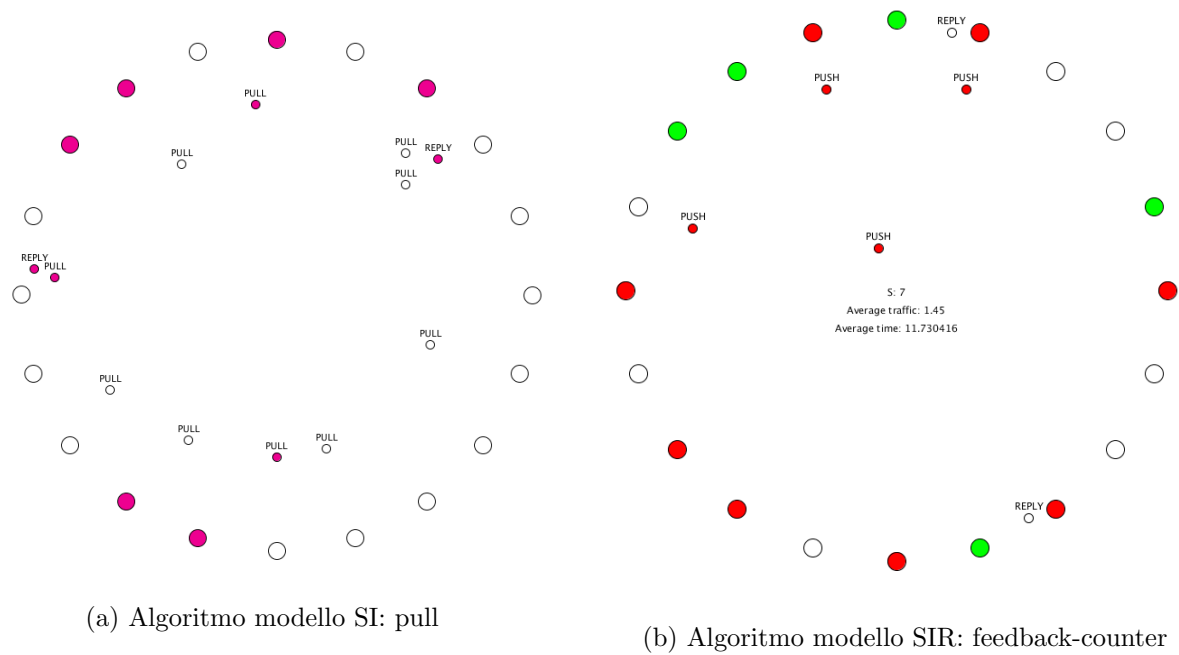 PULL
PULL
PULL
REPLY
PULL
REPLY
PULL
PULL
PULL
PULL
PULL
PULL
(a) Algoritmo modello SI: pull
REPLY
PUSH
PUSH
PUSH
PUSH
S: 7
Average traffic: 1.45
Average time: 11.730416
REPLY
(b) Algoritmo modello SIR: feedback-counter